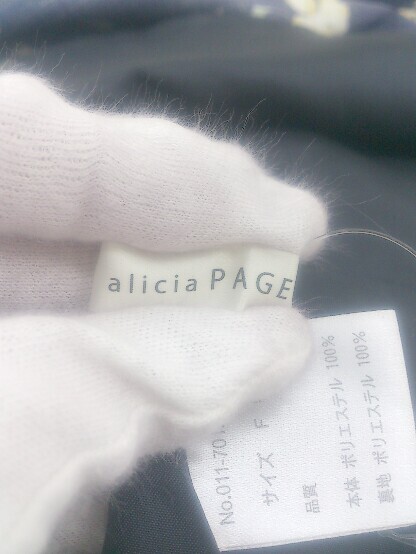 alicia PAGE
No.011-70
サイズ F
品質
本体 ポリエステル 100%
裏地 ポリエステル 100%